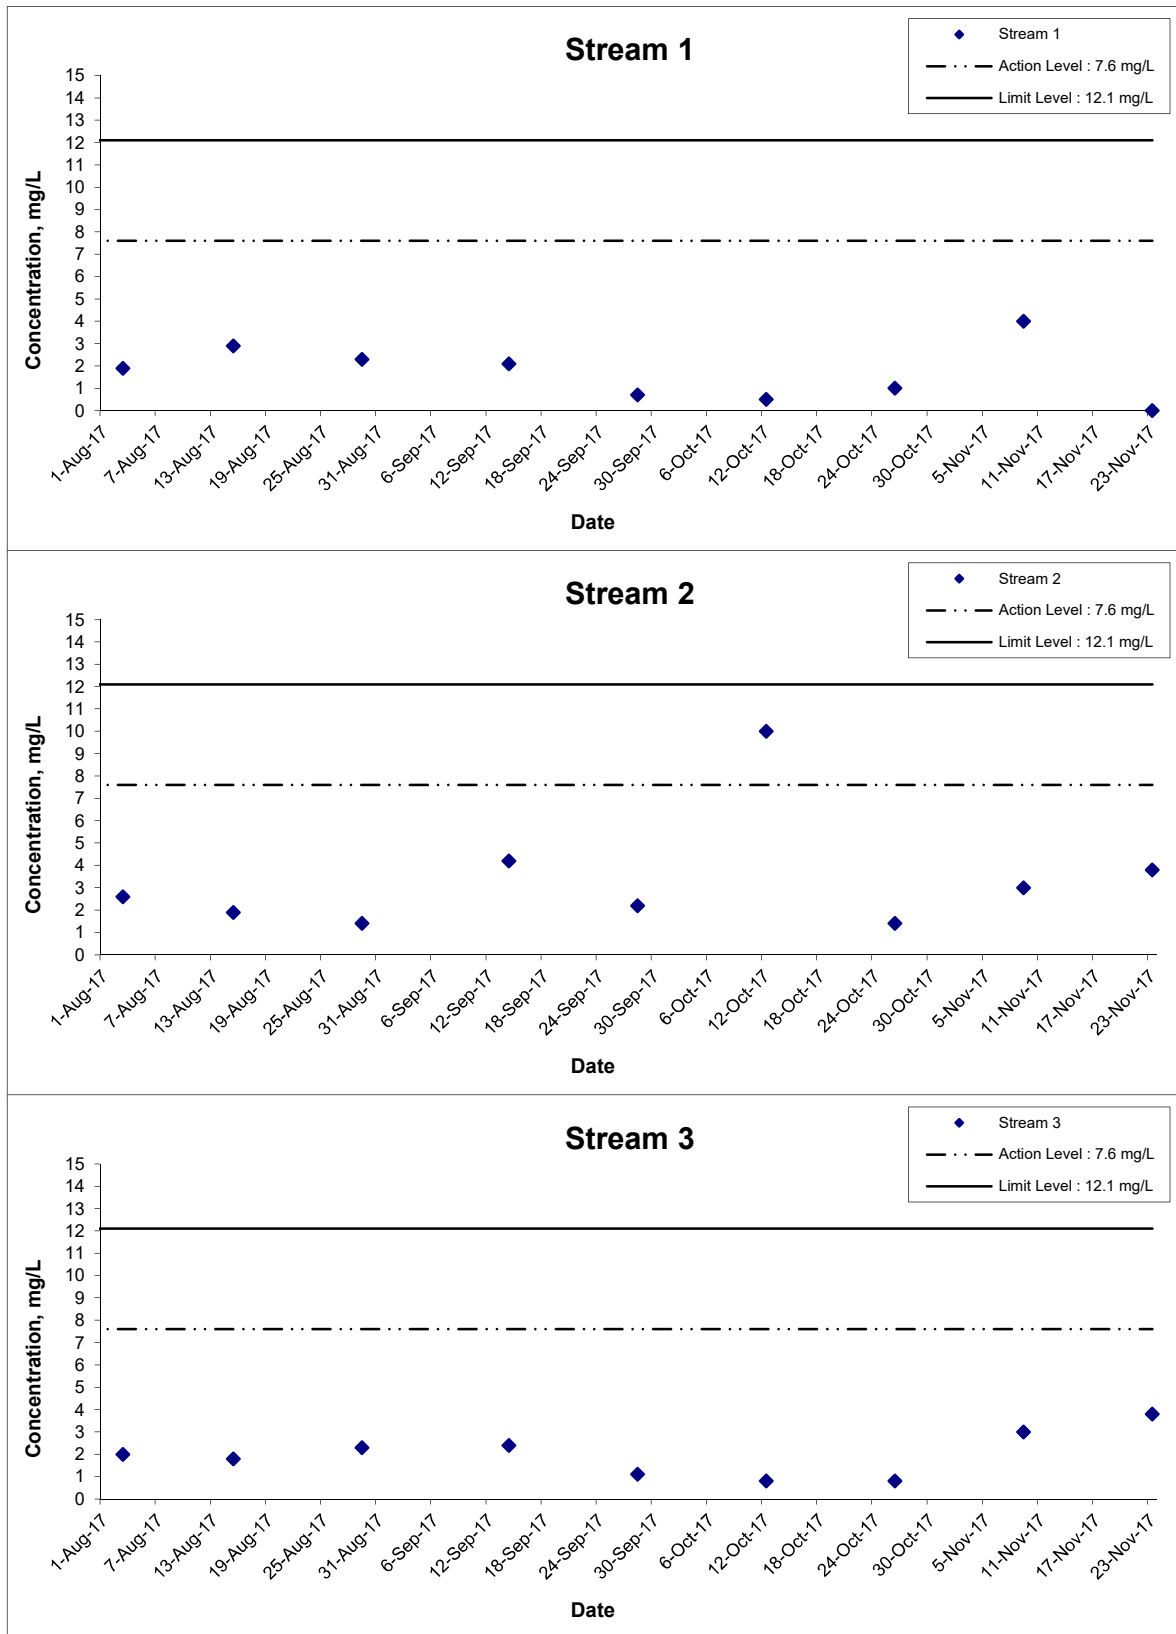 Stream 1
Stream 1
Action Level : 7.6 mg/L
Limit Level : 12.1 mg/L
Concentration, mg/L
15
14
13
12
11
10
9
8
7
6
5
4
3
2
1
0
1-Aug-17
7-Aug-17
13-Aug-17
19-Aug-17
25-Aug-17
31-Aug-17
6-Sep-17
12-Sep-17
18-Sep-17
24-Sep-17
30-Sep-17
6-Oct-17
12-Oct-17
18-Oct-17
24-Oct-17
30-Oct-17
5-Nov-17
11-Nov-17
17-Nov-17
23-Nov-17
Date
Stream 2
Stream 2
Action Level : 7.6 mg/L
Limit Level : 12.1 mg/L
Concentration, mg/L
15
14
13
12
11
10
9
8
7
6
5
4
3
2
1
0
1-Aug-17
7-Aug-17
13-Aug-17
19-Aug-17
25-Aug-17
31-Aug-17
6-Sep-17
12-Sep-17
18-Sep-17
24-Sep-17
30-Sep-17
6-Oct-17
12-Oct-17
18-Oct-17
24-Oct-17
30-Oct-17
5-Nov-17
11-Nov-17
17-Nov-17
23-Nov-17
Date
Stream 3
Stream 3
Action Level : 7.6 mg/L
Limit Level : 12.1 mg/L
Concentration, mg/L
15
14
13
12
11
10
9
8
7
6
5
4
3
2
1
0
1-Aug-17
7-Aug-17
13-Aug-17
19-Aug-17
25-Aug-17
31-Aug-17
6-Sep-17
12-Sep-17
18-Sep-17
24-Sep-17
30-Sep-17
6-Oct-17
12-Oct-17
18-Oct-17
24-Oct-17
30-Oct-17
5-Nov-17
11-Nov-17
17-Nov-17
23-Nov-17
Date